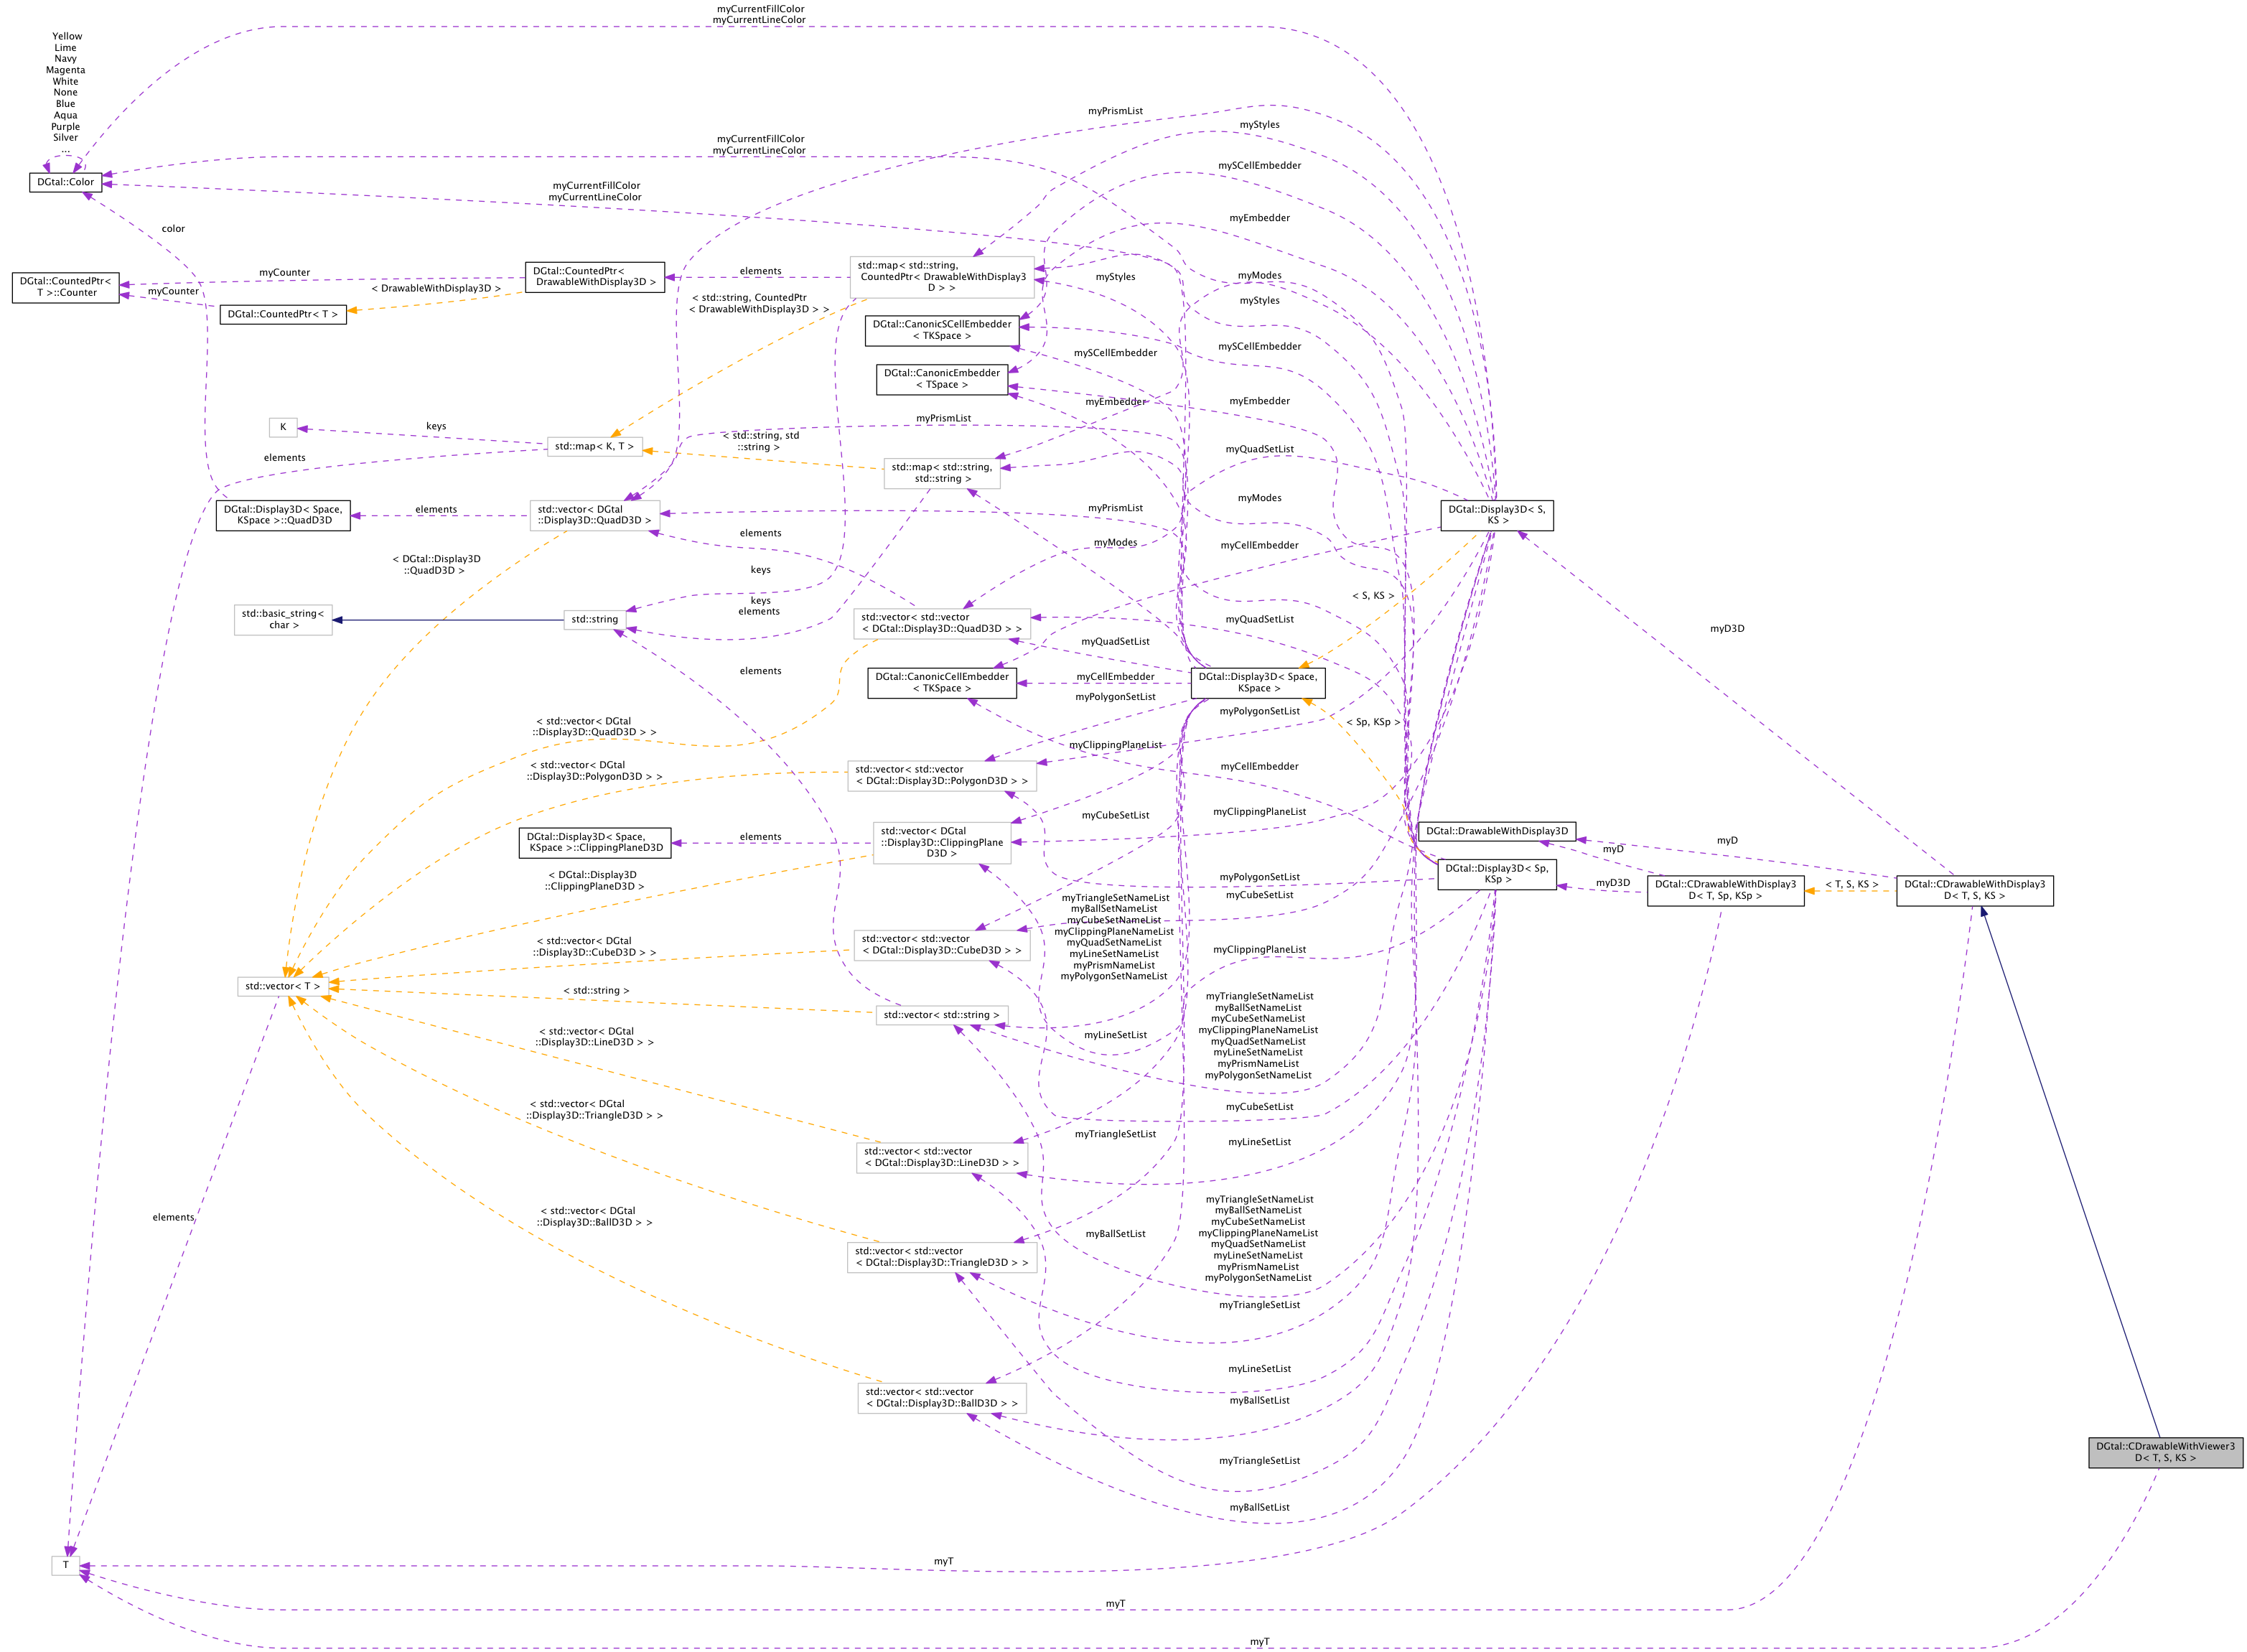 myCurrentFillColor
myCurrentLineColor
Yellow
Lime
Navy
Magenta
White
None
Blue
Aqua
Purple
Silver
...
DGtal::Color
myPrismList
myStyles
myCurrentFillColor
myCurrentLineColor
mySCellEmbedder
myCurrentFillColor
myCurrentLineColor
myEmbedder
color
DGtal::CountedPtr<
T >::Counter
myCounter
myCounter
DGtal::CountedPtr< T >
< DrawableWithDisplay3D >
DGtal::CountedPtr<
DrawableWithDisplay3D >
elements
< std::string, CountedPtr
< DrawableWithDisplay3D > >
std::map< std::string,
CountedPtr< DrawableWithDisplay3
D > >
myStyles
myModes
myStyles
DGtal::CanonicSCellEmbedder
< TKSpace >
mySCellEmbedder
mySCellEmbedder
DGtal::CanonicEmbedder
< TSpace >
myEmbedder
myEmbedder
K
keys
elements
std::map< K, T >
< std::string, std
::string >
myPrismList
std::map< std::string,
std::string >
myQuadSetList
myModes
myPrismList
myModes
DGtal::Display3D< Space,
KSpace >::QuadD3D
elements
std::vector< DGtal
::Display3D::QuadD3D >
elements
DGtal::Display3D< S,
KS >
myCellEmbedder
< DGtal::Display3D
::QuadD3D >
keys
keys
elements
std::basic_string<
char >
std::string
std::vector< std::vector
< DGtal::Display3D::QuadD3D > >
< S, KS >
myQuadSetList
myQuadSetList
myD3D
elements
DGtal::CanonicCellEmbedder
< TKSpace >
myCellEmbedder
DGtal::Display3D< Space,
KSpace >
myPolygonSetList
myPolygonSetList
< Sp, KSp >
< std::vector< DGtal
::Display3D::QuadD3D > >
myClippingPlaneList
myCellEmbedder
< std::vector< DGtal
::Display3D::PolygonD3D > >
std::vector< std::vector
< DGtal::Display3D::PolygonD3D > >
myCubeSetList
myClippingPlaneList
DGtal::Display3D< Space,
KSpace >::ClippingPlaneD3D
elements
std::vector< DGtal
::Display3D::ClippingPlane
D3D >
DGtal::DrawableWithDisplay3D
myD
myD
< DGtal::Display3D
::ClippingPlaneD3D >
myPolygonSetList
myCubeSetList
DGtal::Display3D< Sp,
KSp >
myD3D
DGtal::CDrawableWithDisplay3
D< T, Sp, KSp >
< T, S, KS >
DGtal::CDrawableWithDisplay3
D< T, S, KS >
myTriangleSetNameList
myBallSetNameList
myCubeSetNameList
myClippingPlaneNameList
myQuadSetNameList
myLineSetNameList
myPrismNameList
myPolygonSetNameList
< std::vector< DGtal
::Display3D::CubeD3D > >
std::vector< std::vector
< DGtal::Display3D::CubeD3D > >
myClippingPlaneList
std::vector< T >
< std::string >
std::vector< std::string >
myTriangleSetNameList
myBallSetNameList
myCubeSetNameList
myClippingPlaneNameList
myQuadSetNameList
myLineSetNameList
myPrismNameList
myPolygonSetNameList
< std::vector< DGtal
::Display3D::LineD3D > >
myLineSetList
myCubeSetList
< std::vector< DGtal
::Display3D::TriangleD3D > >
myTriangleSetList
myLineSetList
std::vector< std::vector
< DGtal::Display3D::LineD3D > >
elements
< std::vector< DGtal
::Display3D::BallD3D > >
myBallSetList
myTriangleSetNameList
myBallSetNameList
myCubeSetNameList
myClippingPlaneNameList
myQuadSetNameList
myLineSetNameList
myPrismNameList
myPolygonSetNameList
std::vector< std::vector
< DGtal::Display3D::TriangleD3D > >
myTriangleSetList
myLineSetList
std::vector< std::vector
< DGtal::Display3D::BallD3D > >
myBallSetList
DGtal::CDrawableWithViewer3
D< T, S, KS >
myTriangleSetList
myBallSetList
T
myT
myT
myT